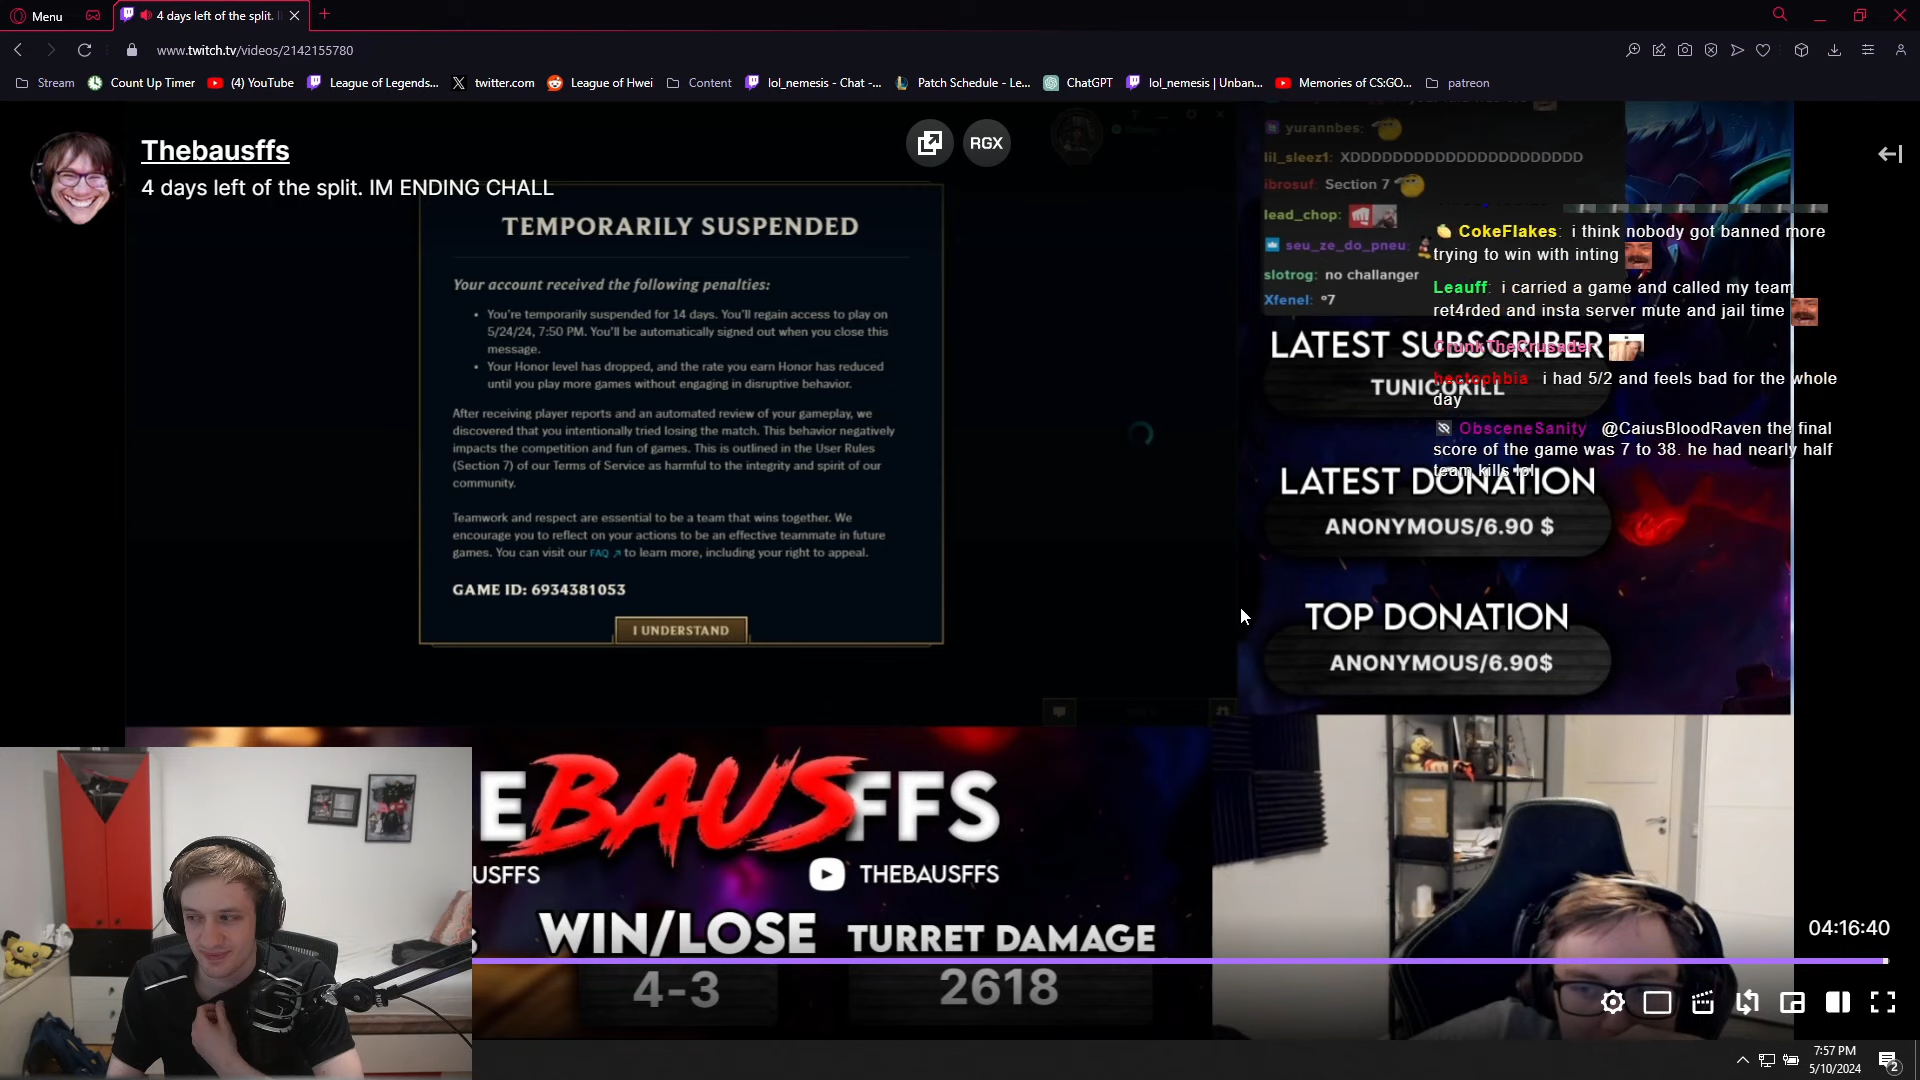 Menu
4 days left of the split. I
www.twitch.tv/videos/2142155780
Stream
Count Up Timer
(4) YouTube
League of Legends...
twitter.com
League of Hwei
Content
lol_nemesis - Chat -...
Patch Schedule - Le...
ChatGPT
lol_nemesis | Unban...
Memories of CS:GO...
patreon
Thebausffs
4 days left of the split. IM ENDING CHALL
RGX
TEMPORARILY SUSPENDED
Your account received the following penalties:
• You're temporarily suspended for 14 days. You'll regain access to play on
5/24/24, 7:50 PM. You'll be automatically signed out when you close this
message.
• Your Honor level has dropped, and the rate you earn Honor has reduced
until you play more games without engaging in disruptive behavior.
After receiving player reports and an automated review of your gameplay, we
discovered that you intentionally tried losing the match. This behavior negatively
impacts the competition and fun of games. This is outlined in the User Rules
(Section 7) of our Terms of Service as harmful to the integrity and spirit of our
community.
Teamwork and respect are essential to be a team that wins together. We
encourage you to reflect on your actions to be an effective teammate in future
games. You can visit our FAQ ↗ to learn more, including your right to appeal.
GAME ID: 6934381053
I UNDERSTAND
yurannbes:
lil_sleez1: XDDDDDDDDDDDDDDDDDDDDDDD
ibrosuf: Section 7
lead_chop:
seu_ze_do_pneu:
slotrog: no challanger
Xfenel: °7
CokeFlakes: i think nobody got banned more
trying to win with inting
Leauff: i carried a game and called my team
ret4rded and insta server mute and jail time
CrunkTheCrusader
hectophbia i had 5/2 and feels bad for the whole
day
ObsceneSanity @CaiusBloodRaven the final
score of the game was 7 to 38. he had nearly half
team kills lol
LATEST SUBSCRIBER
TUNICOKILL
LATEST DONATION
ANONYMOUS/6.90 $
TOP DONATION
ANONYMOUS/6.90$
EBAUSFFS
USFFS
THEBAUSFFS
WIN/LOSE
TURRET DAMAGE
4-3
2618
04:16:40
7:57 PM
5/10/2024
2